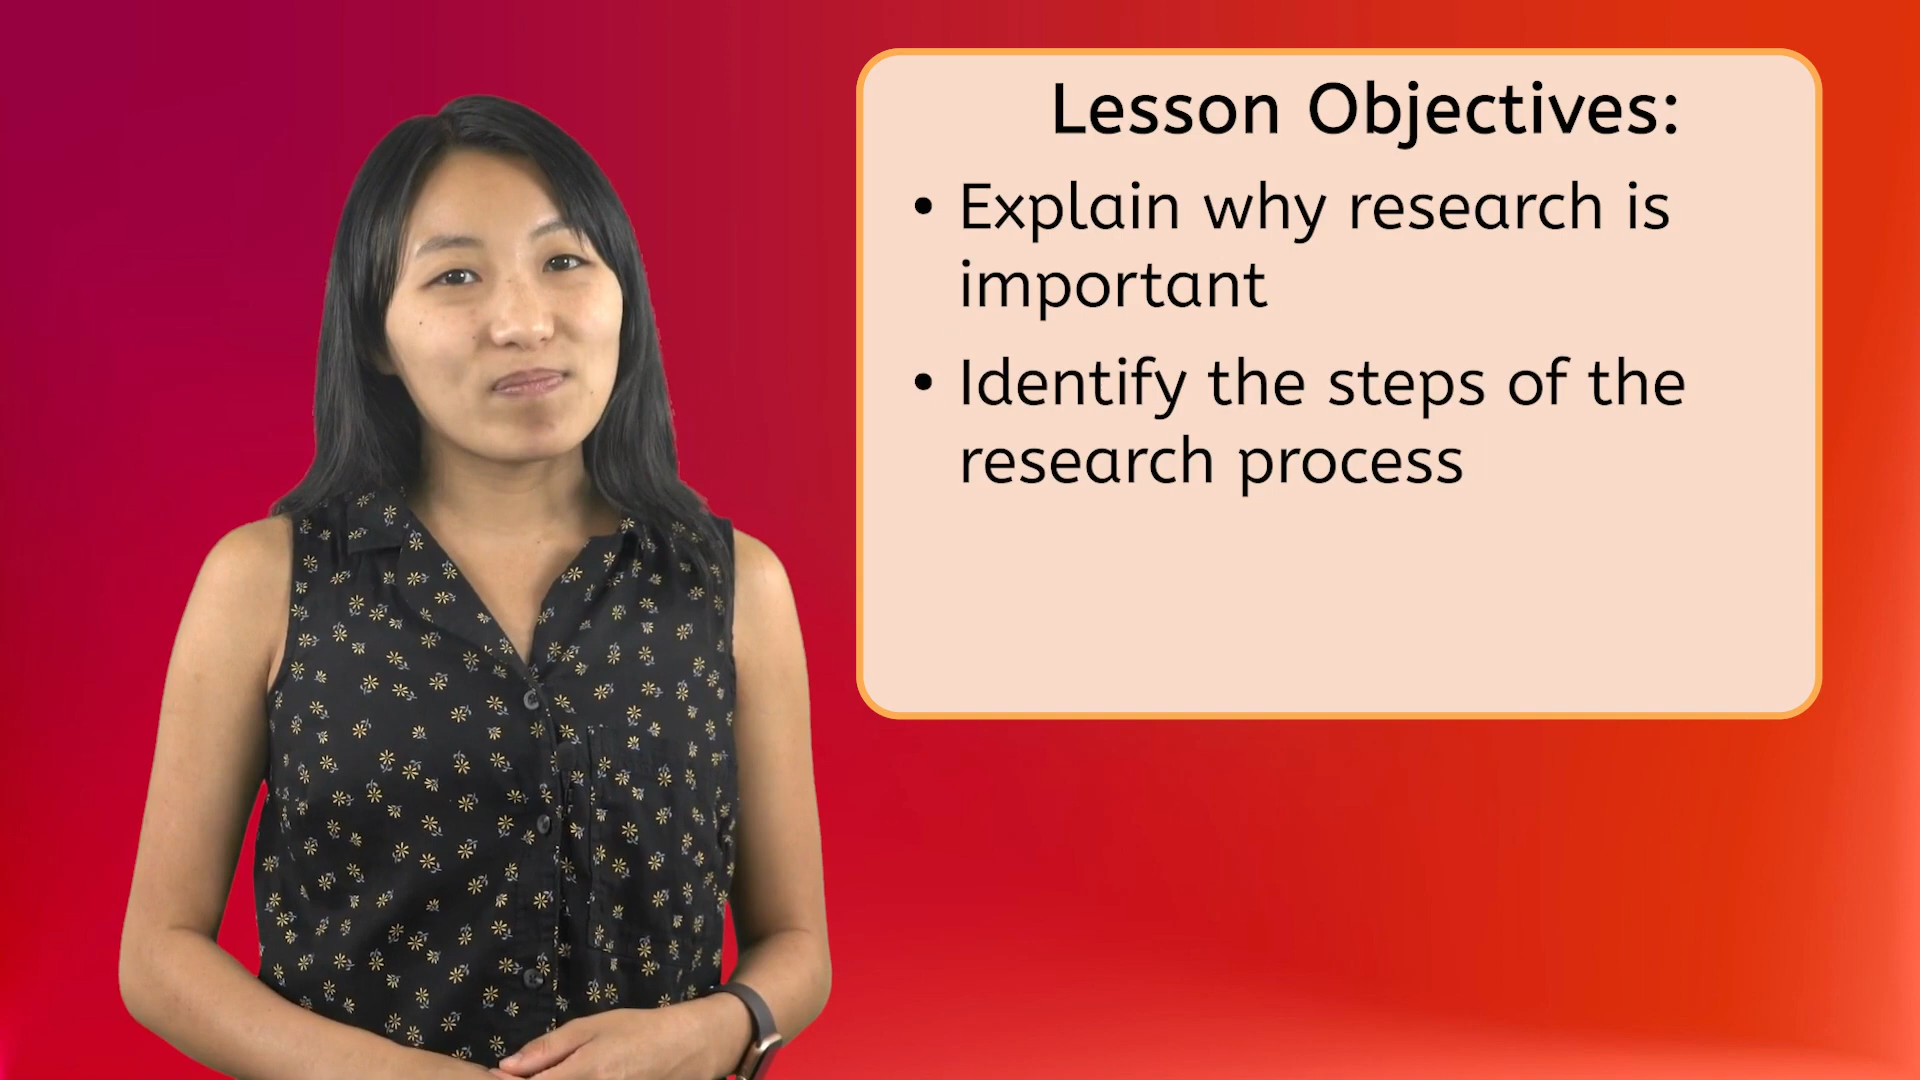 Lesson Objectives:
• Explain why research is
important
• Identify the steps of the
research process